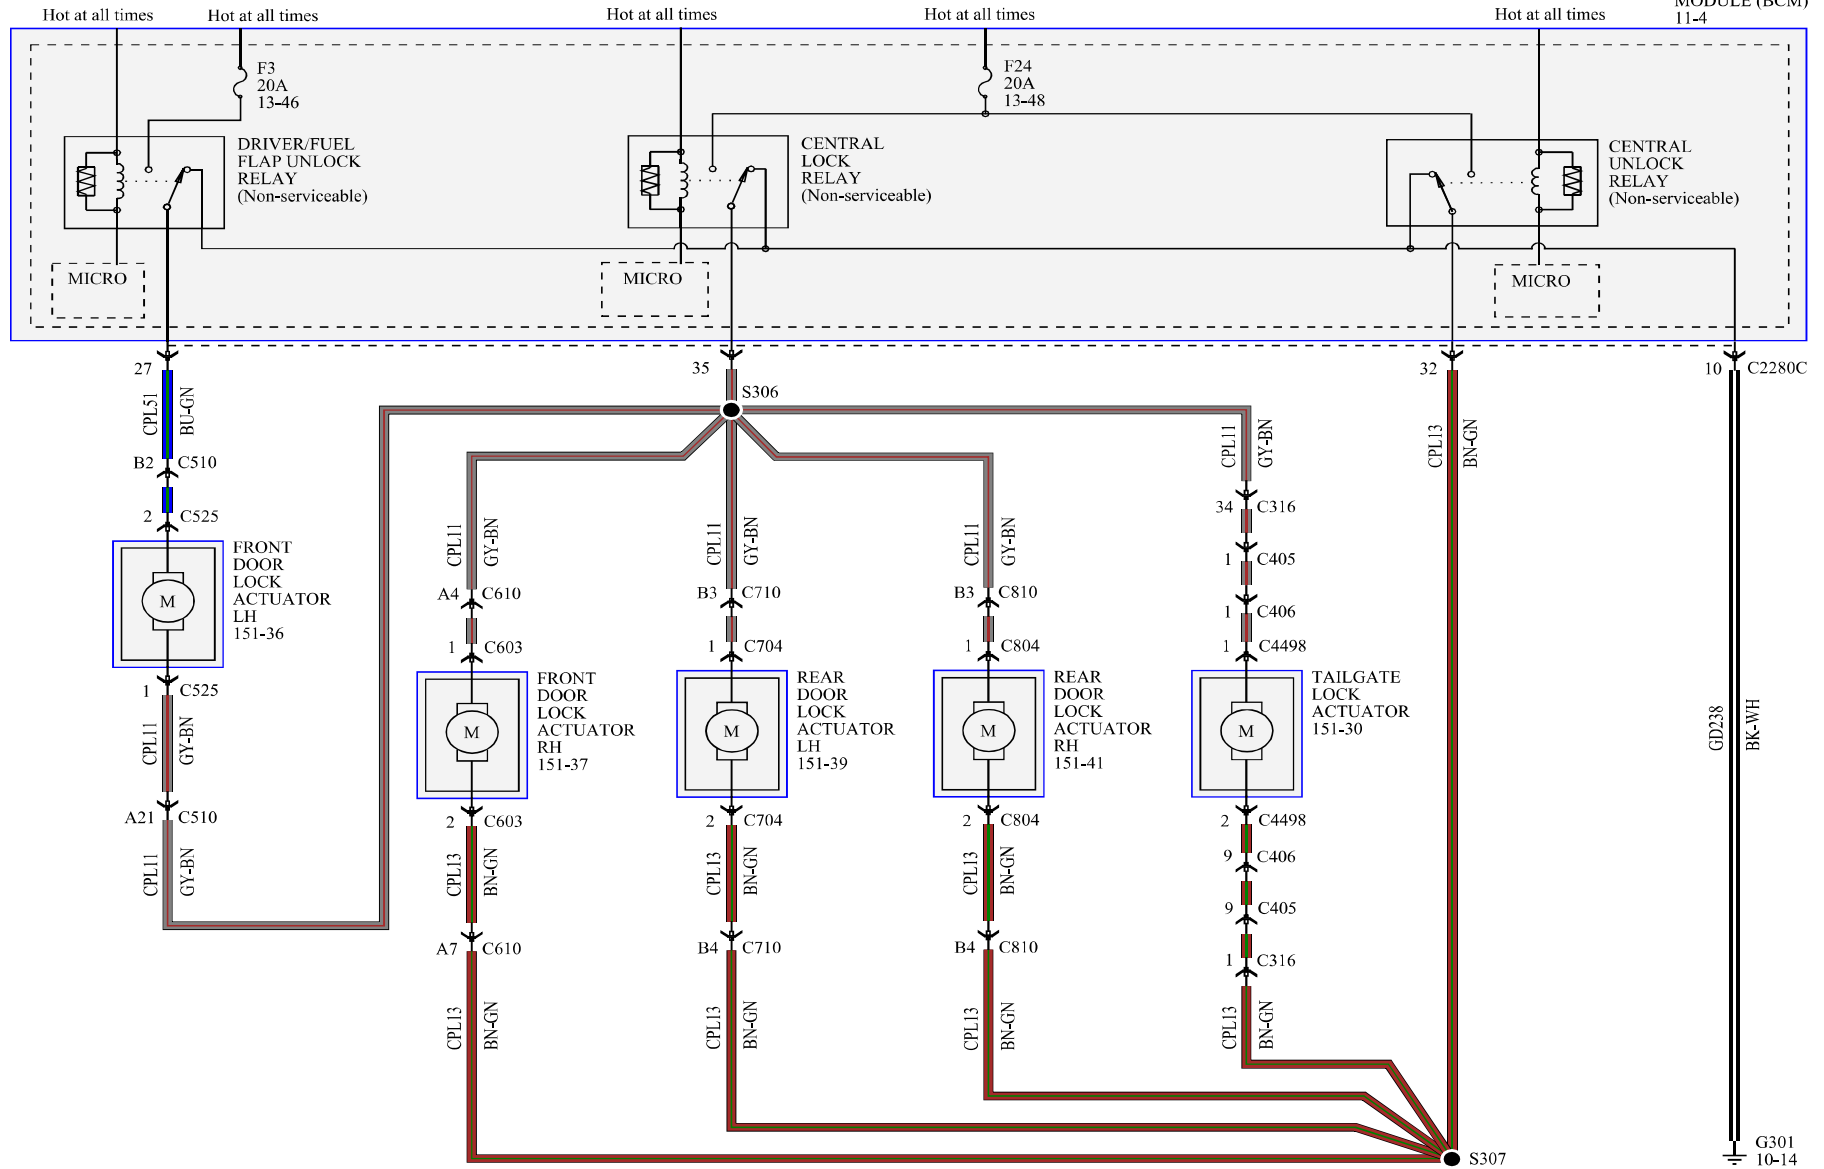 MODULE (BCM)
11-4
Hot at all times
Hot at all times
Hot at all times
Hot at all times
Hot at all times
F3
20A
13-46
F24
20A
13-48
DRIVER/FUEL
FLAP UNLOCK
RELAY
(Non-serviceable)
CENTRAL
LOCK
RELAY
(Non-serviceable)
CENTRAL
UNLOCK
RELAY
(Non-serviceable)
MICRO
MICRO
MICRO
27
35
32
10
C2280C
CPL51
BU-GN
B2
C510
2
C525
FRONT
DOOR
LOCK
ACTUATOR
LH
151-36
M
1
C525
CPL11
GY-BN
A21
C510
CPL11
GY-BN
S306
CPL11
GY-BN
A4
C610
1
C603
FRONT
DOOR
LOCK
ACTUATOR
RH
151-37
M
2
C603
CPL13
BN-GN
A7
C610
CPL13
BN-GN
CPL11
GY-BN
B3
C710
1
C704
REAR
DOOR
LOCK
ACTUATOR
LH
151-39
M
2
C704
CPL13
BN-GN
B4
C710
CPL13
BN-GN
CPL11
GY-BN
B3
C810
1
C804
REAR
DOOR
LOCK
ACTUATOR
RH
151-41
M
2
C804
CPL13
BN-GN
B4
C810
CPL13
BN-GN
CPL11
GY-BN
34
C316
1
C405
1
C406
1
C4498
TAILGATE
LOCK
ACTUATOR
151-30
M
2
C4498
9
C406
9
C405
1
C316
CPL13
BN-GN
CPL13
BN-GN
S307
GD238
BK-WH
G301
10-14